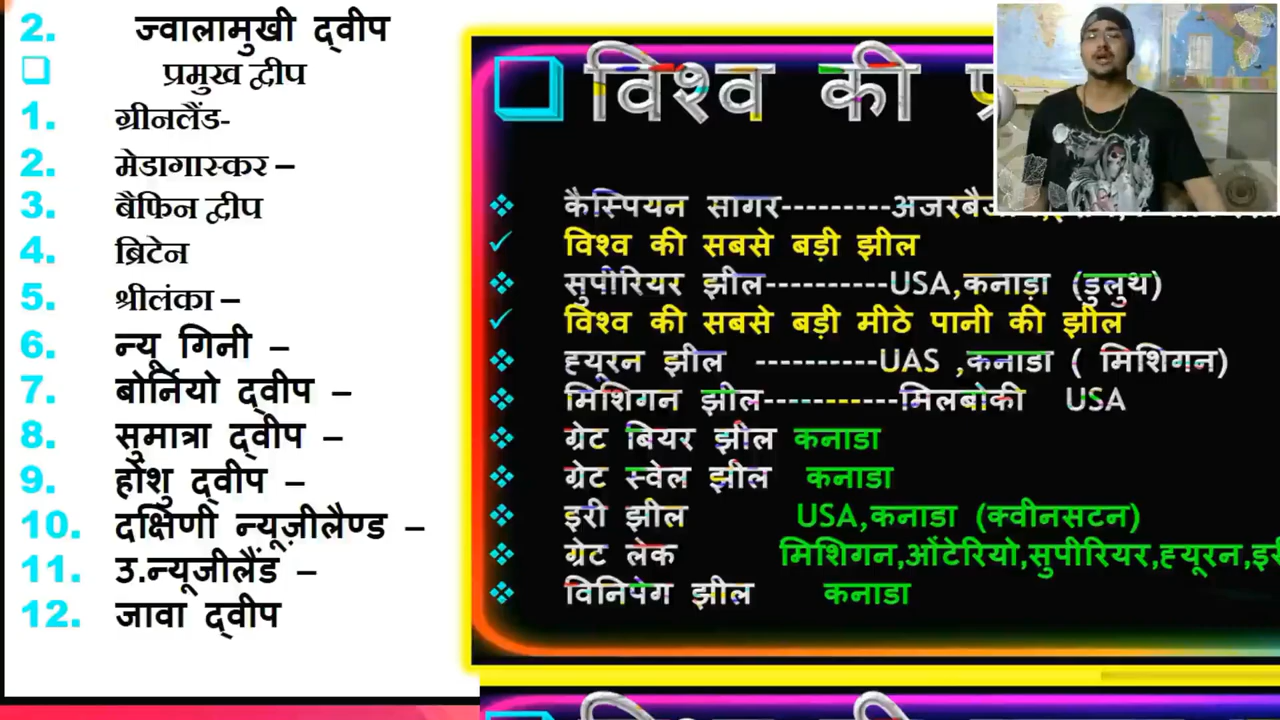 2. ज्वालामुखी द्वीप
❑ प्रमुख द्वीप
1. ग्रीनलैंड-
2. मेडागास्कर –
3. बैफिन द्वीप
4. ब्रिटेन
5. श्रीलंका –
6. न्यू गिनी –
7. बोर्नियो द्वीप –
8. सुमात्रा द्वीप –
9. होंशु द्वीप –
10. दक्षिणी न्यूज़ीलैण्ड –
11. उ.न्यूजीलैंड –
12. जावा द्वीप
❑ विश्व की
❖ कैस्पियन सागर---------
✓ विश्व की सबसे बड़ी झील
❖ सुपीरियर झील----------USA,कनाड़ा (डुलुथ)
✓ विश्व की सबसे बड़ी मीठे पानी की झील
❖ ह्यूरन झील ----------UAS ,कनाडा ( मिशिगन)
❖ मिशिगन झील-----------मिलबोकी USA
❖ ग्रेट बियर झील कनाडा
❖ ग्रेट स्वेल झील कनाडा
❖ इरी झील USA,कनाडा (क्वीनसटन)
❖ ग्रेट लेक मिशिगन,ओंटेरियो,सुपीरियर,ह्यूरन,
❖ विनिपेग झील कनाडा